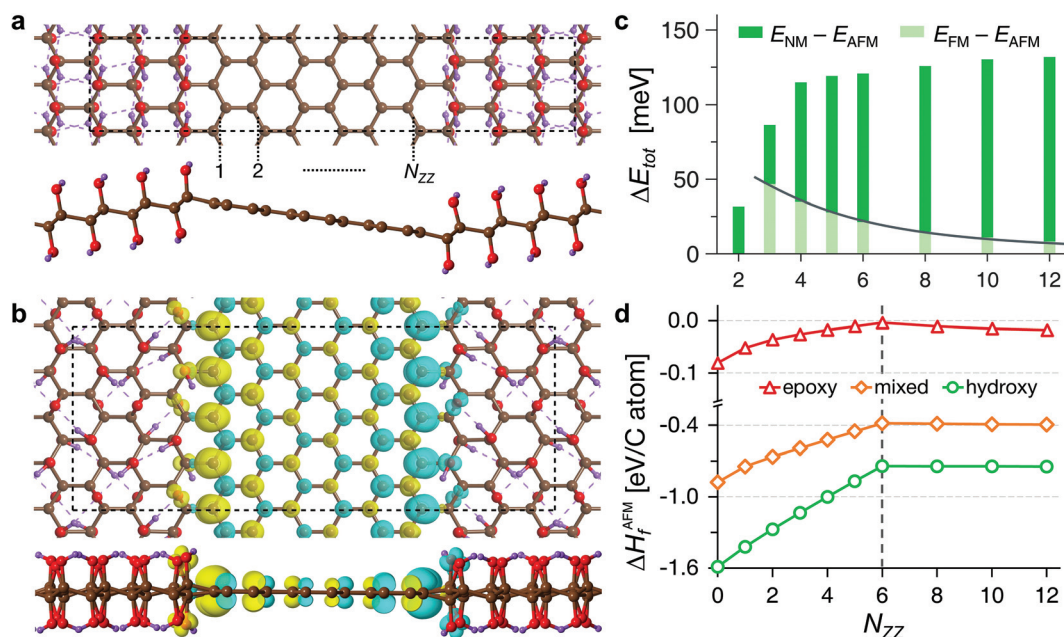 a
1
2
N_ZZ
b
c
E_NM – E_AFM
E_FM – E_AFM
ΔE_tot [meV]
150
100
50
0
2
4
6
8
10
12
d
ΔH_f^AFM [eV/C atom]
0.0
-0.1
epoxy
mixed
hydroxy
-0.4
-1.0
-1.6
0
2
4
6
8
10
12
N_ZZ